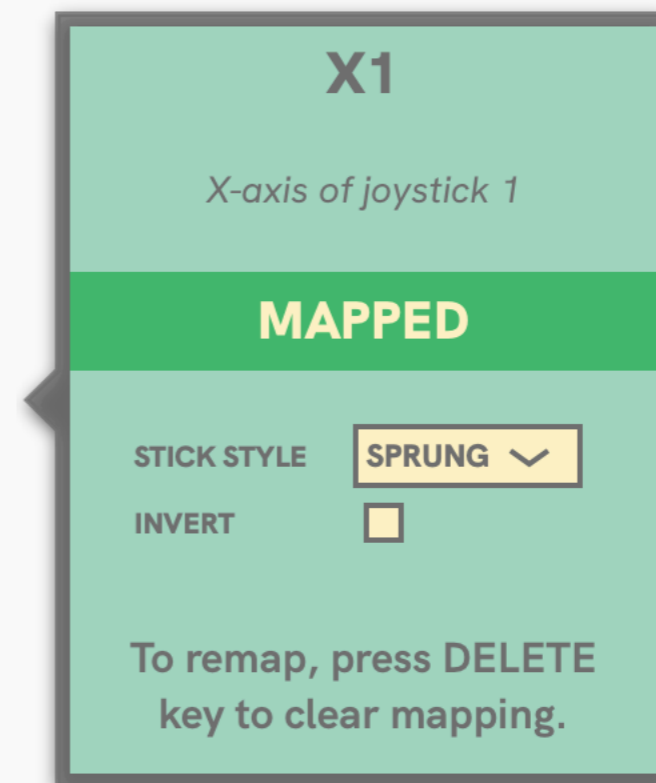 X1
X-axis of joystick 1
MAPPED
STICK STYLE SPRUNG
INVERT
To remap, press DELETE
key to clear mapping.